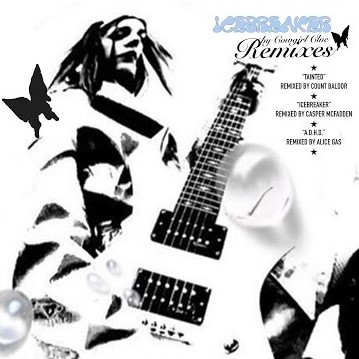 ICEBREAKER
by Cowgirl Clue
Remixes
"TAINTED"
REMIXED BY COUNT BALDOR
"ICEBREAKER"
REMIXED BY CASPER MCFADDEN
"A.D.H.D."
REMIXED BY ALICE GAS